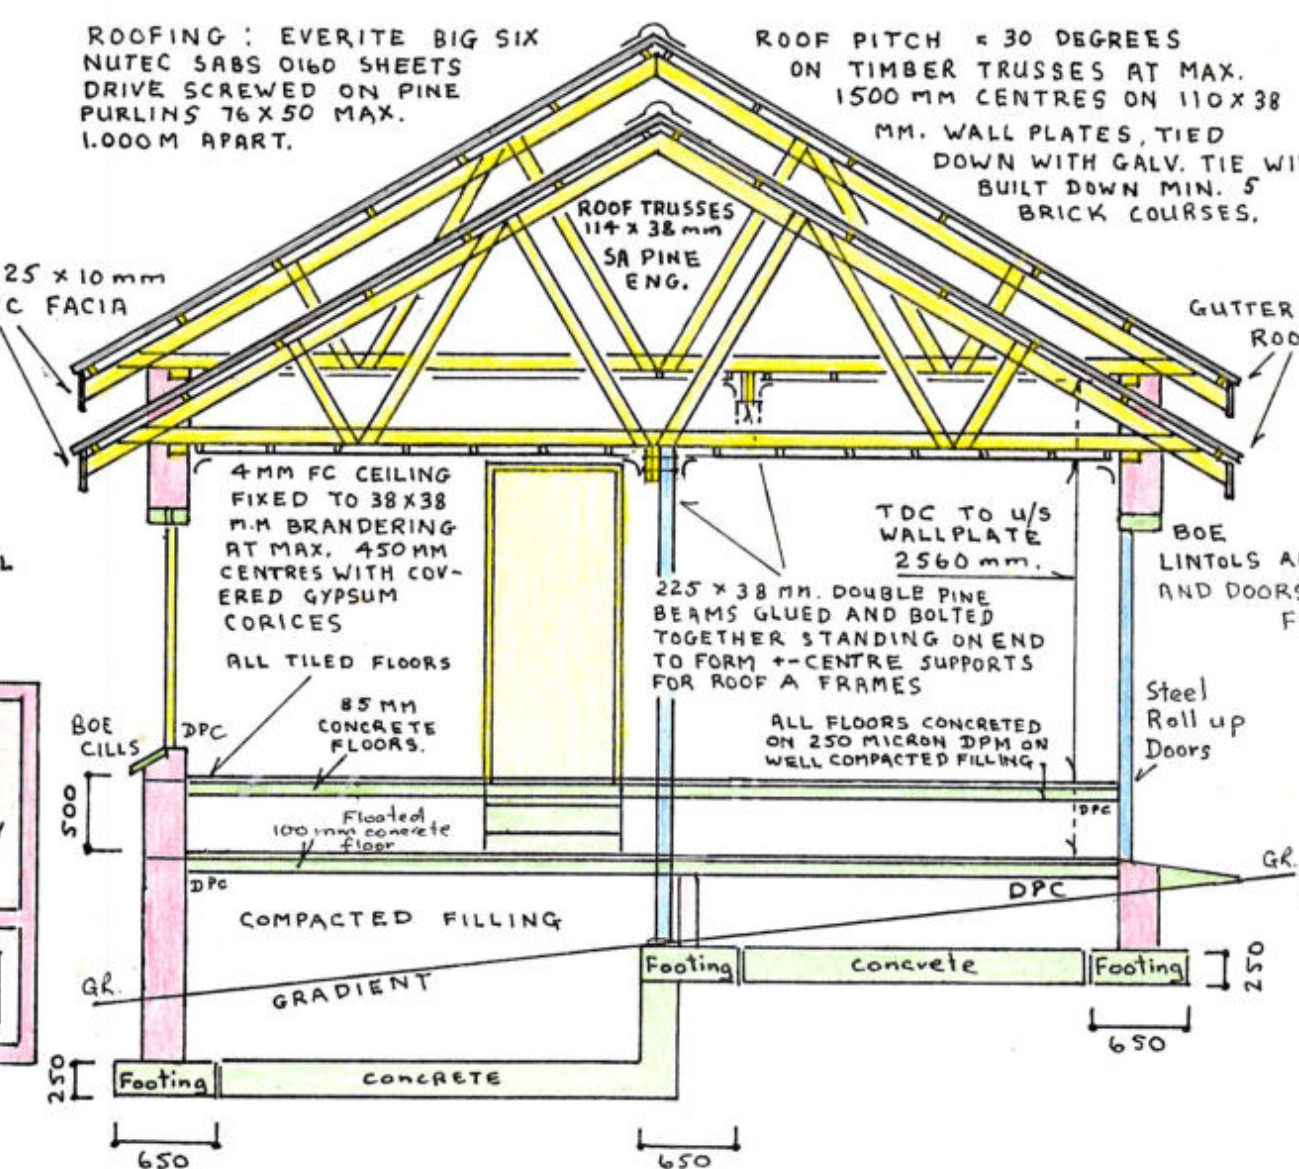 ROOFING : EVERITE BIG SIX
NUTEC SABS 0160 SHEETS
DRIVE SCREWED ON PINE
PURLINS 76 X 50 MAX.
1.000 M APART.
ROOF PITCH = 30 DEGREES
ON TIMBER TRUSSES AT MAX.
1500 MM CENTRES ON 110 X 38
MM. WALL PLATES, TIED
DOWN WITH GALV. TIE
BUILT DOWN MIN. 5
BRICK COURSES.
ROOF TRUSSES
114 X 38 mm
SA PINE
ENG.
25 X 10 mm
C FACIA
GUTTER
4 MM FC CEILING
FIXED TO 38X38
M.M BRANDERING
AT MAX. 450 MM
CENTRES WITH COV-
ERED GYPSUM
CORICES
ALL TILED FLOORS
85 MM
CONCRETE
FLOORS.
TDC TO U/S
WALLPLATE
2560 mm.
225 X 38 MM. DOUBLE PINE
BEAMS GLUED AND BOLTED
TOGETHER STANDING ON END
TO FORM +-CENTRE SUPPORTS
FOR ROOF A FRAMES
ALL FLOORS CONCRETED
ON 250 MICRON DPM ON
WELL COMPACTED FILLING
BOE
LINTOLS
AND DOORS
Steel
Roll up
Doors
BOE
CILLS
DPC
500
Floated
100 mm concrete
floor
DPC
DPC
DPC
GR.
COMPACTED FILLING
GR.
GRADIENT
Footing
Concrete
Footing
250
650
250
Footing
CONCRETE
650
650